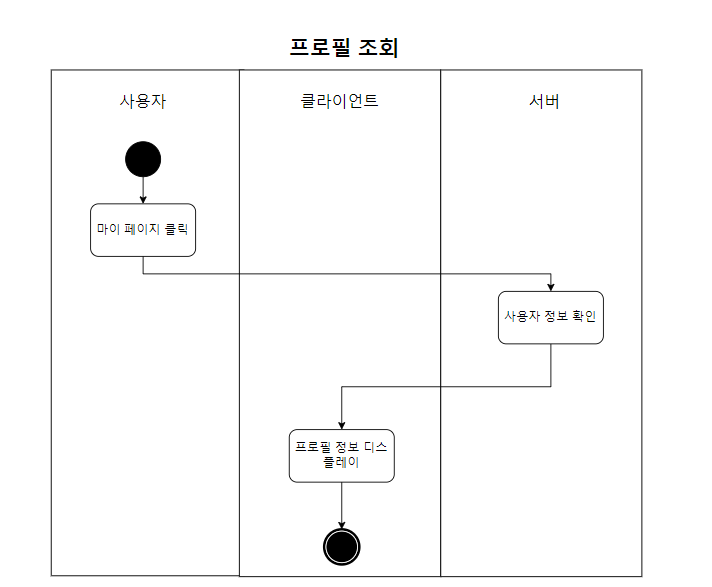 프로필 조회
사용자
클라이언트
서버
마이 페이지 클릭
사용자 정보 확인
프로필 정보 디스
플레이